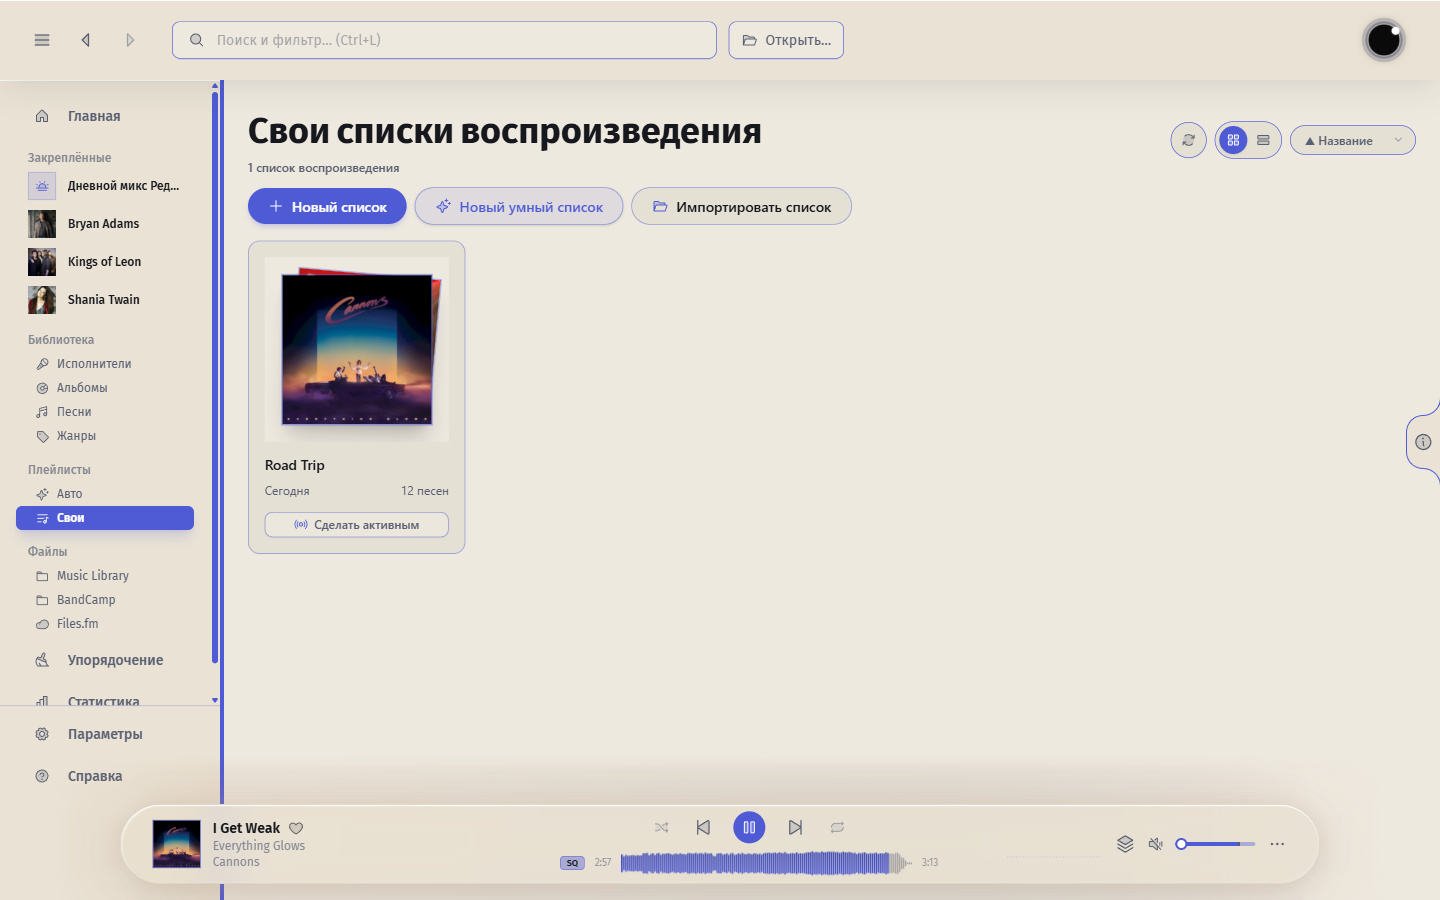 Поиск и фильтр... (Ctrl+L)
Открыть...
Главная
Закреплённые
Дневной микс Ред...
Bryan Adams
Kings of Leon
Shania Twain
Библиотека
Исполнители
Альбомы
Песни
Жанры
Плейлисты
Авто
Свои
Файлы
Music Library
BandCamp
Files.fm
Упорядочение
Статистика
Параметры
Справка
Свои списки воспроизведения
1 список воспроизведения
▲ Название
Новый список
Новый умный список
Импортировать список
Cannons
Road Trip
Сегодня
12 песен
Сделать активным
I Get Weak
Everything Glows
Cannons
SQ
2:57
3:13